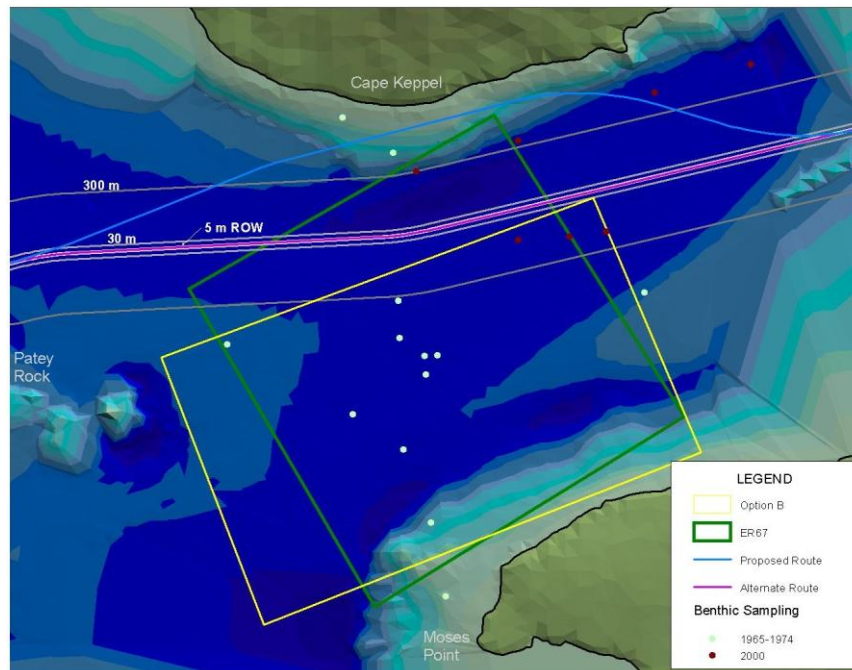 Cape Keppel
300 m
5 m ROW
30 m
Patey
Rock
Moses
Point
LEGEND
Option B
ER67
Proposed Route
Alternate Route
Benthic Sampling
1965-1974
2000